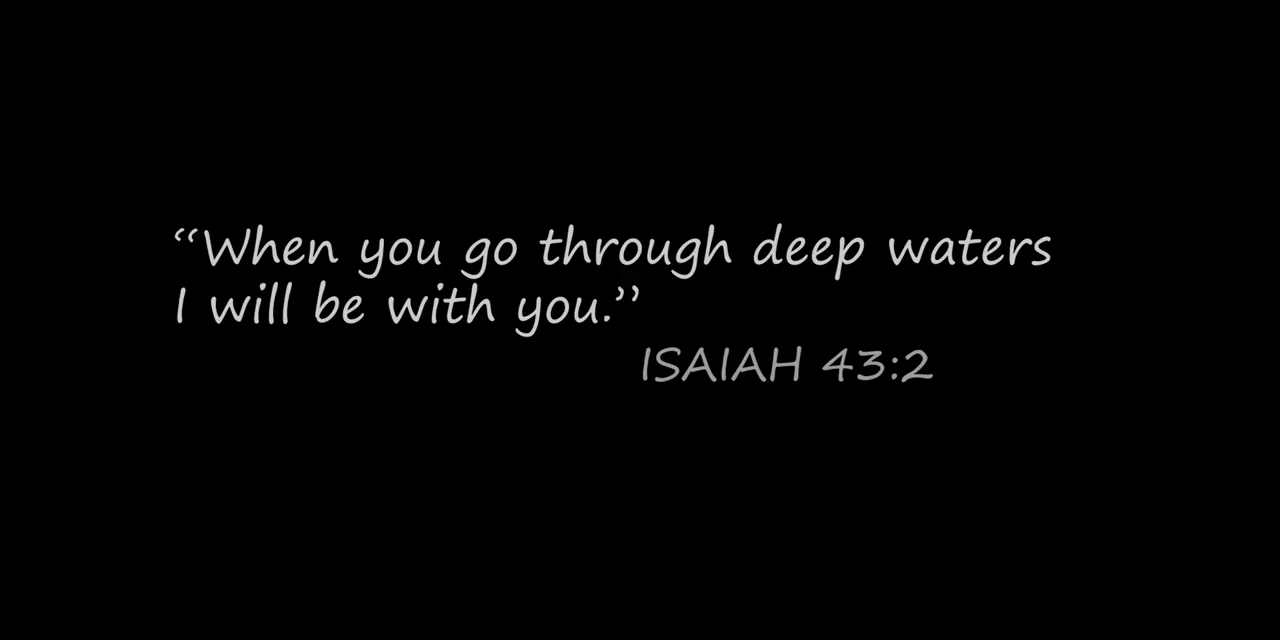 “When you go through deep waters
I will be with you.”
ISAIAH 43:2